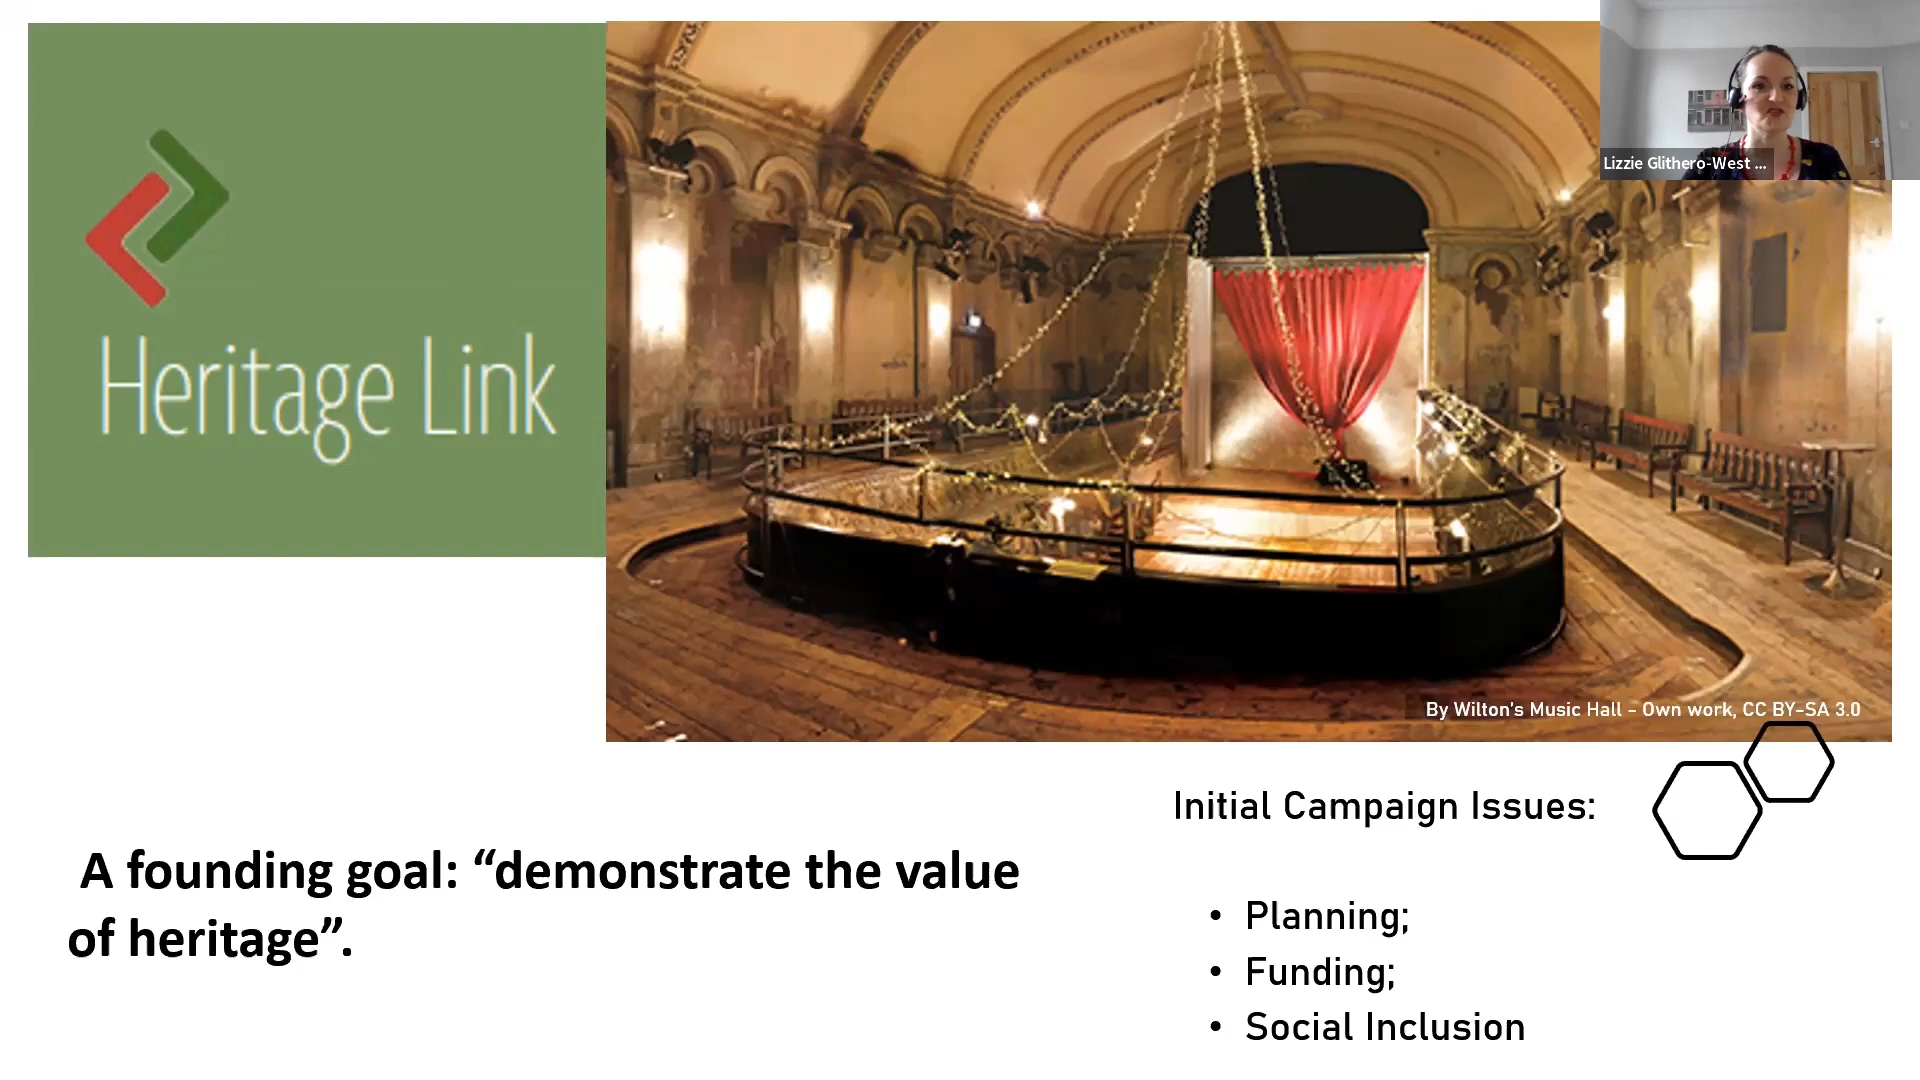 Heritage Link
Lizzie Glithero-West ...
By Wilton's Music Hall - Own work, CC BY-SA 3.0
A founding goal: “demonstrate the value
of heritage”.
Initial Campaign Issues:
• Planning;
• Funding;
• Social Inclusion